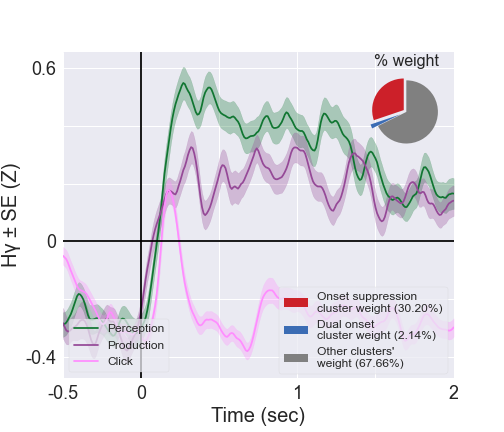 % weight
0.6
0
-0.4
Hγ ± SE (Z)
Perception
Production
Click
Onset suppression
cluster weight (30.20%)
Dual onset
cluster weight (2.14%)
Other clusters'
weight (67.66%)
-0.5
0
1
2
Time (sec)